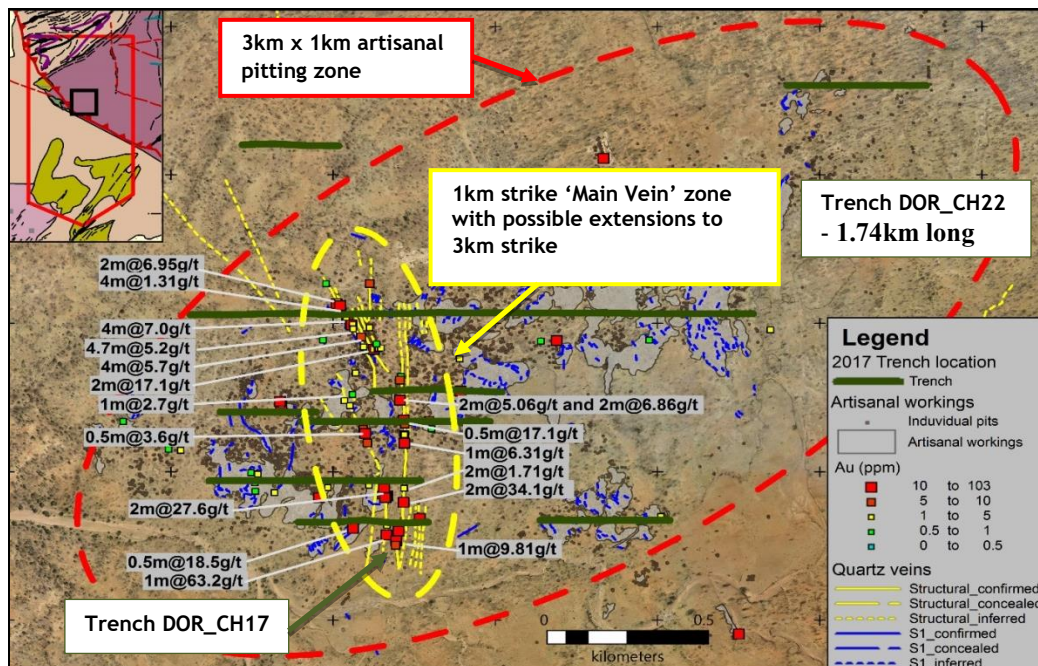 3km x 1km artisanal
pitting zone
1km strike ‘Main Vein’ zone
with possible extensions to
3km strike
Trench DOR_CH22
- 1.74km long
2m@6.95g/t
4m@1.31g/t
4m@7.0g/t
4.7m@5.2g/t
4m@5.7g/t
2m@17.1g/t
1m@2.7g/t
2m@5.06g/t and 2m@6.86g/t
0.5m@3.6g/t
0.5m@17.1g/t
1m@6.31g/t
2m@1.71g/t
2m@34.1g/t
2m@27.6g/t
1m@9.81g/t
0.5m@18.5g/t
1m@63.2g/t
Trench DOR_CH17
0 0.5
kilometers
Legend
2017 Trench location
Trench
Artisanal workings
Induvidual pits
Artisanal workings
Au (ppm)
10 to 103
5 to 10
1 to 5
0.5 to 1
0 to 0.5
Quartz veins
Structural_confirmed
Structural_concealed
Structural_inferred
S1_confirmed
S1_concealed
S1_inferred